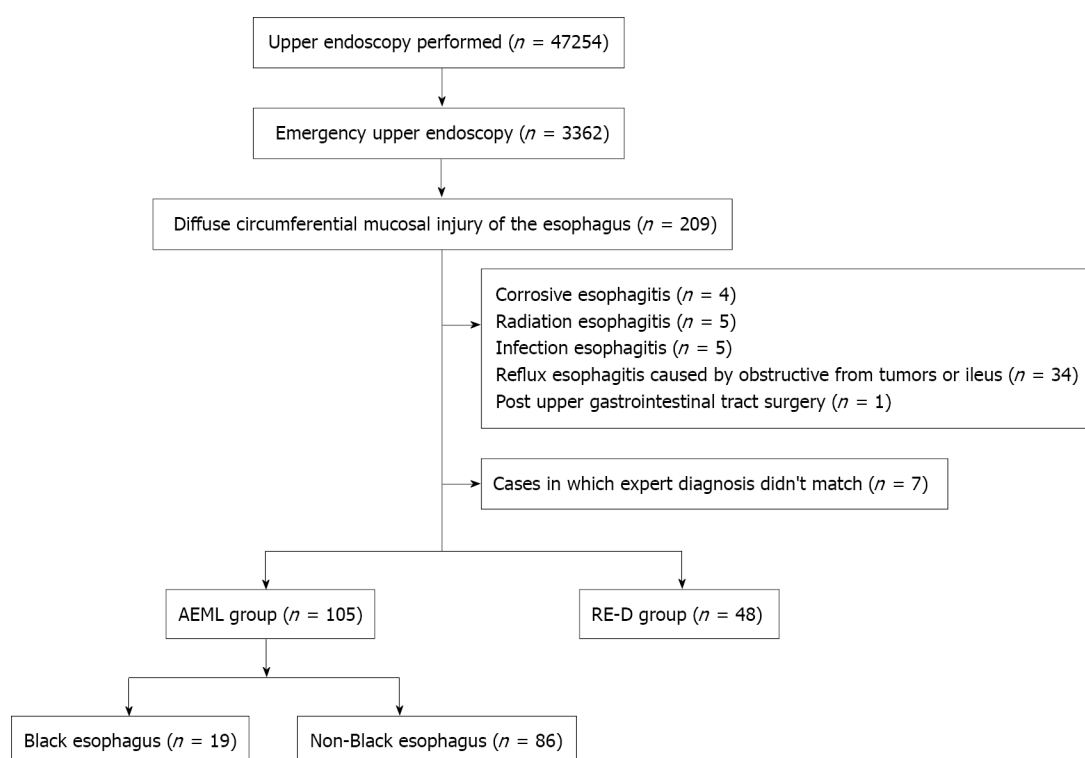 Upper endoscopy performed (n = 47254)
Emergency upper endoscopy (n = 3362)
Diffuse circumferential mucosal injury of the esophagus (n = 209)
Corrosive esophagitis (n = 4)
Radiation esophagitis (n = 5)
Infection esophagitis (n = 5)
Reflux esophagitis caused by obstructive from tumors or ileus (n = 34)
Post upper gastrointestinal tract surgery (n = 1)
Cases in which expert diagnosis didn't match (n = 7)
AEML group (n = 105)
RE-D group (n = 48)
Black esophagus (n = 19)
Non-Black esophagus (n = 86)